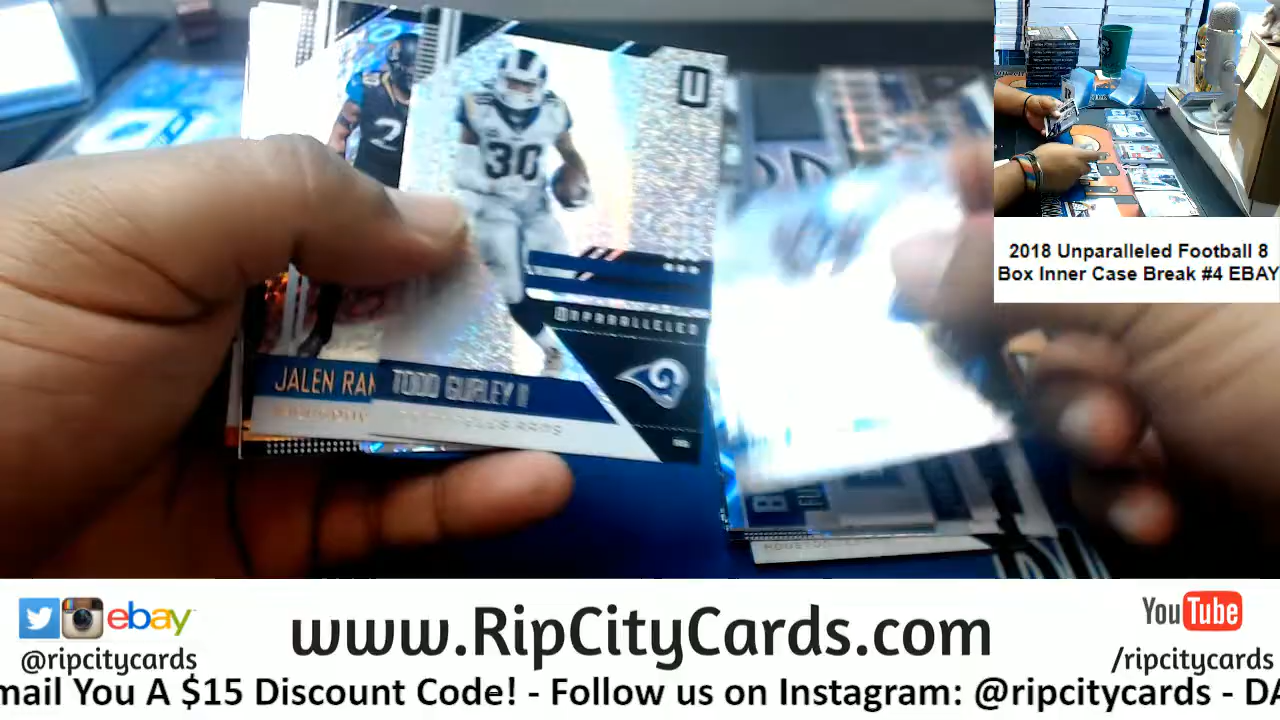 30
UNPARALLELED
JALEN RAM
TODD GURLEY II
2018 Unparalleled Football 8
Box Inner Case Break #4 EBAY
ebay
@ripcitycards
www.RipCityCards.com
YouTube
/ripcitycards
mail You A $15 Discount Code! - Follow us on Instagram: @ripcitycards - DA